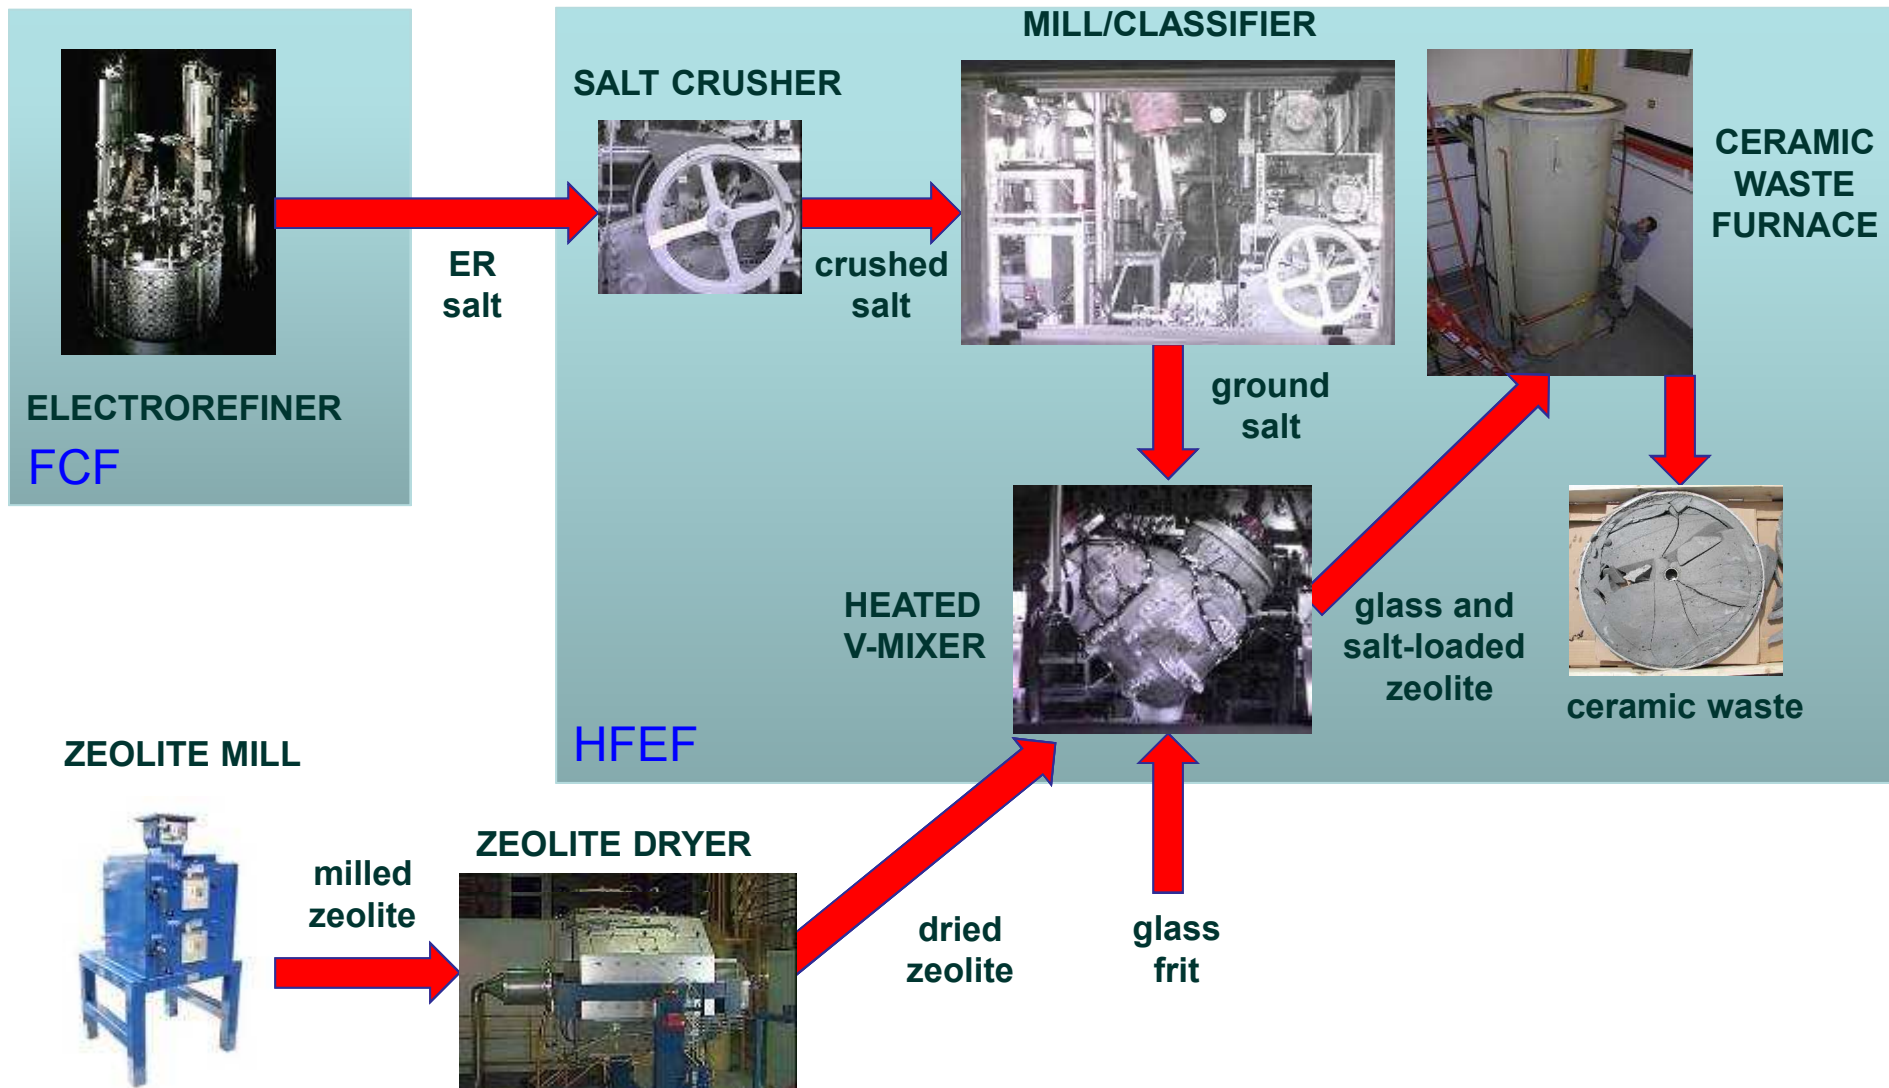 MILL/CLASSIFIER
SALT CRUSHER
CERAMIC
WASTE
FURNACE
ER
salt
crushed
salt
ELECTROREFINER
FCF
ground
salt
HEATED
V-MIXER
glass and
salt-loaded
zeolite
ceramic waste
HFEF
ZEOLITE MILL
ZEOLITE DRYER
milled
zeolite
dried
zeolite
glass
frit